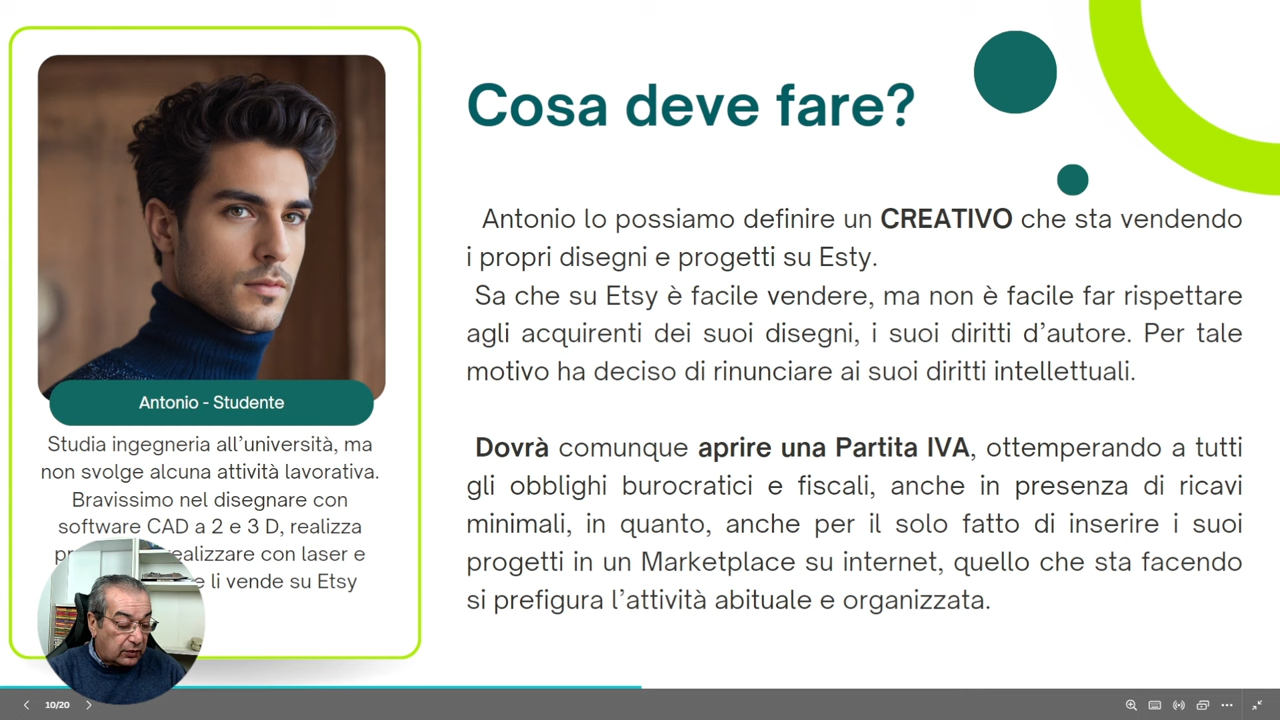 Cosa deve fare?
Antonio lo possiamo definire un CREATIVO che sta vendendo
i propri disegni e progetti su Esty.
Sa che su Etsy è facile vendere, ma non è facile far rispettare
agli acquirenti dei suoi disegni, i suoi diritti d’autore. Per tale
motivo ha deciso di rinunciare ai suoi diritti intellettuali.
Dovrà comunque aprire una Partita IVA, ottemperando a tutti
gli obblighi burocratici e fiscali, anche in presenza di ricavi
minimali, in quanto, anche per il solo fatto di inserire i suoi
progetti in un Marketplace su internet, quello che sta facendo
si prefigura l’attività abituale e organizzata.
Antonio - Studente
Studia ingegneria all’università, ma
non svolge alcuna attività lavorativa.
Bravissimo nel disegnare con
software CAD a 2 e 3 D, realizza
ealizzare con laser e
e li vende su Etsy
10/20